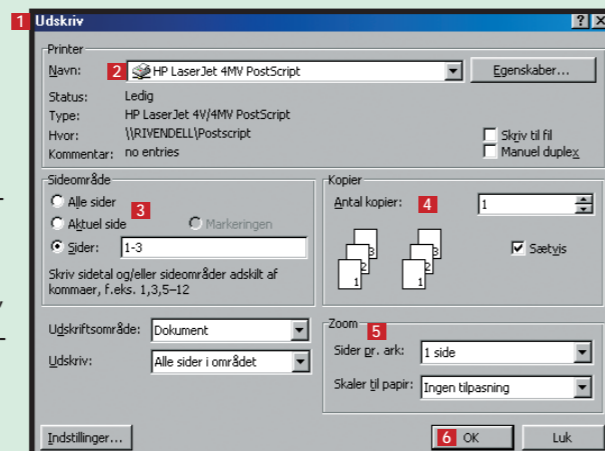 1 Udskriv
Printer
Navn: 2 HP LaserJet 4MV PostScript Egenskaber...
Status: Ledig
Type: HP LaserJet 4V/4MV PostScript
Hvor: \\RIVENDELL\Postscript
Kommentar: no entries
Skriv til fil
Manuel duplex
Sideområde
Alle sider
3
Aktuel side Markeringen
Sider: 1-3
Skriv sidetal og/eller sideområder adskilt af
kommaer, f.eks. 1,3,5–12
Kopier
Antal kopier: 4 1
3 3
2 2
1 1
Sætvis
Udskriftsområde: Dokument
Udskriv: Alle sider i området
Zoom 5
Sider pr. ark: 1 side
Skaler til papir: Ingen tilpasning
Indstillinger... 6 OK Luk